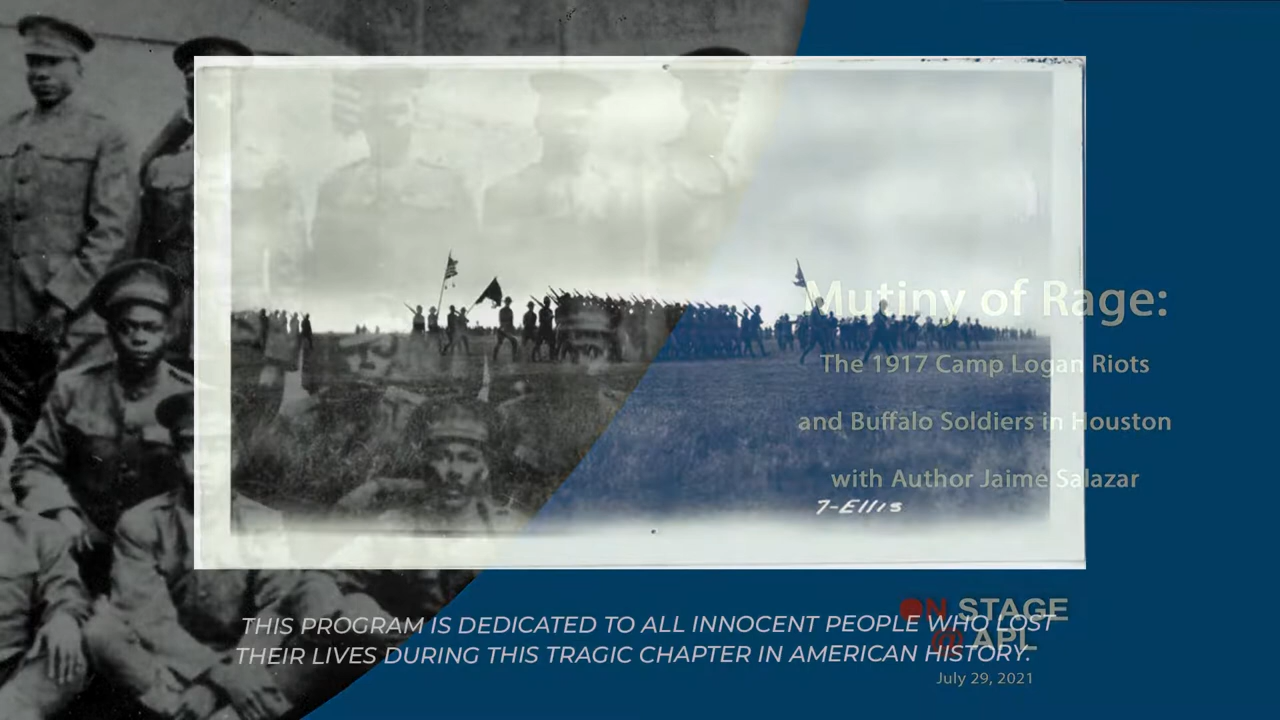 Mutiny of Rage:
The 1917 Camp Logan Riots
and Buffalo Soldiers in Houston
with Author Jaime Salazar
7-Ellis
ON STAGE
@ APL
THIS PROGRAM IS DEDICATED TO ALL INNOCENT PEOPLE WHO LOST
THEIR LIVES DURING THIS TRAGIC CHAPTER IN AMERICAN HISTORY.
July 29, 2021